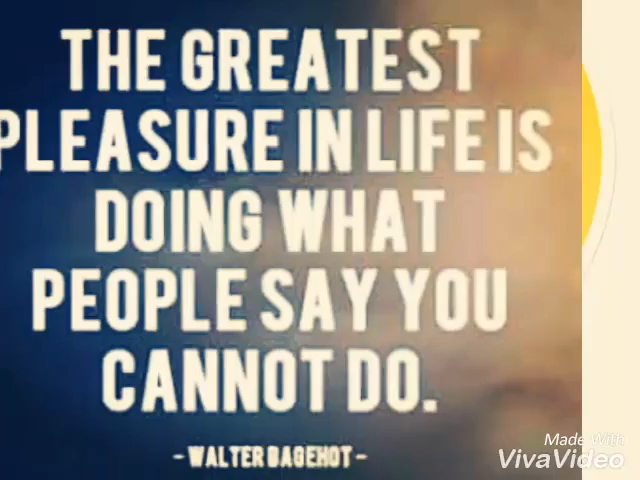 THE GREATEST
PLEASURE IN LIFE IS
DOING WHAT
PEOPLE SAY YOU
CANNOT DO.
- WALTER BAGEHOT -
Made With
VivaVideo